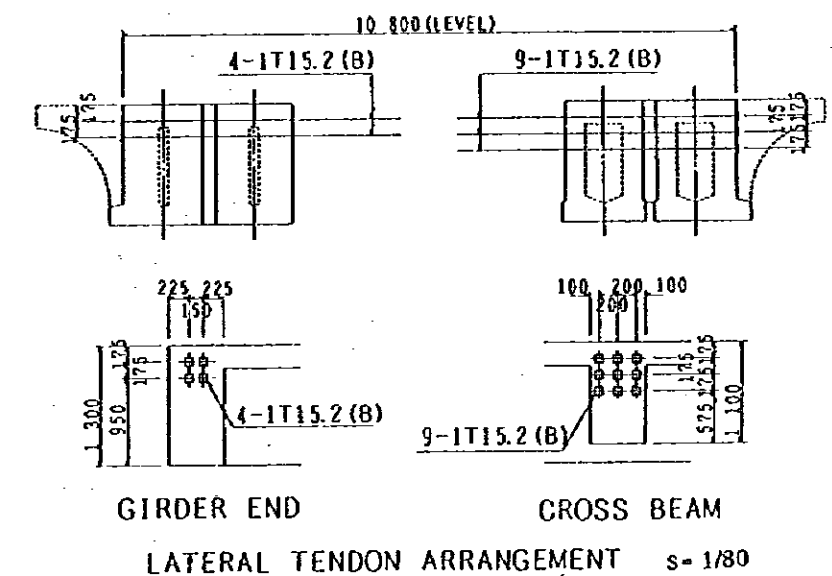 10 800(LEVEL)
4-1T15.2(B)
9-1T15.2(B)
175
175
175
175
175
225 225
150
100 200 100
200
175
175
950
1 300
4-1T15.2(B)
175
175
175
575
1 100
9-1T15.2(B)
GIRDER END
CROSS BEAM
LATERAL TENDON ARRANGEMENT S=1/80